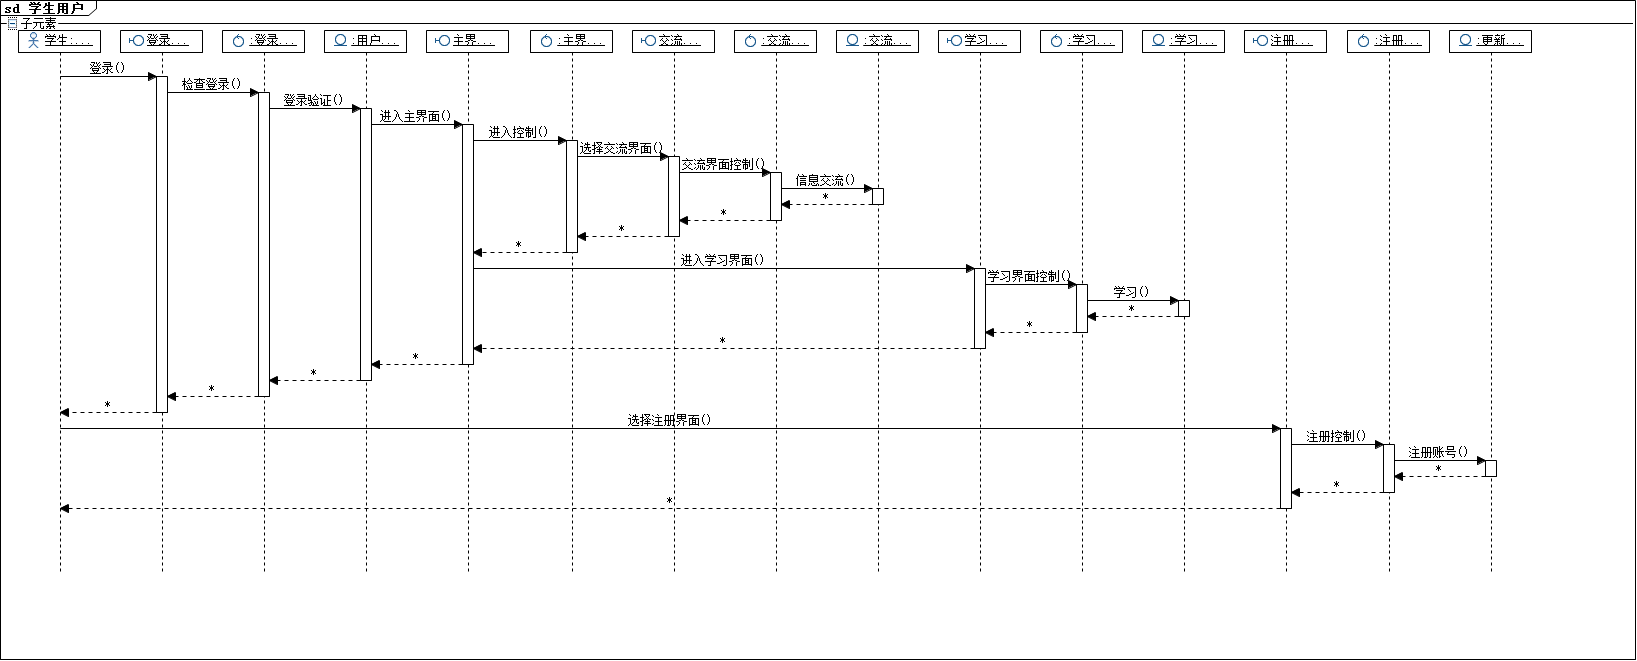 sd 学生用户
子元素
学生:...
登录...
:登录...
:用户...
主界...
:主界...
交流...
:交流...
:交流...
学习...
:学习...
:学习...
注册...
:注册...
:更新...
登录()
检查登录()
登录验证()
进入主界面()
进入控制()
选择交流界面()
交流界面控制()
信息交流()
*
*
*
*
进入学习界面()
学习界面控制()
学习()
*
*
*
*
*
*
*
选择注册界面()
注册控制()
注册账号()
*
*
*